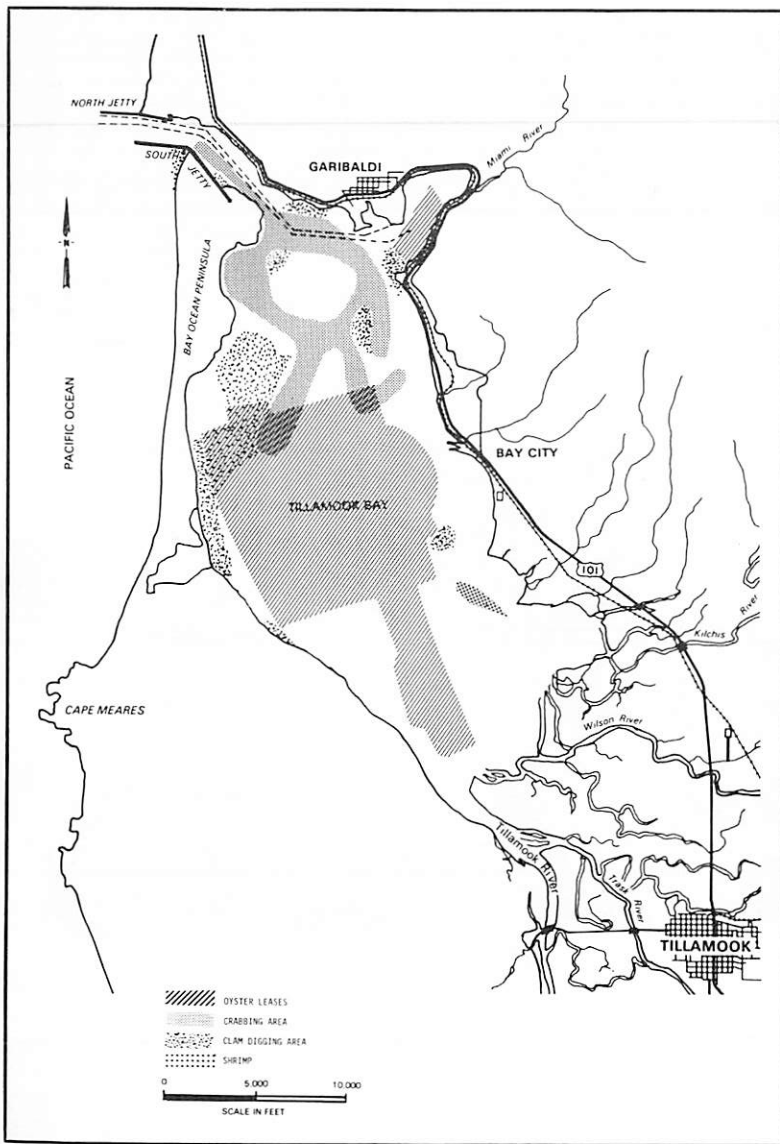 NORTH JETTY
SOUTH JETTY
GARIBALDI
Miami River
N
BAY OCEAN PENINSULA
PACIFIC OCEAN
BAY CITY
TILLAMOOK BAY
101
Kilchis River
CAPE MEARES
Wilson River
Tillamook River
Trask River
TILLAMOOK
OYSTER LEASES
CRABBING AREA
CLAM DIGGING AREA
SHRIMP
0 5,000 10,000
SCALE IN FEET